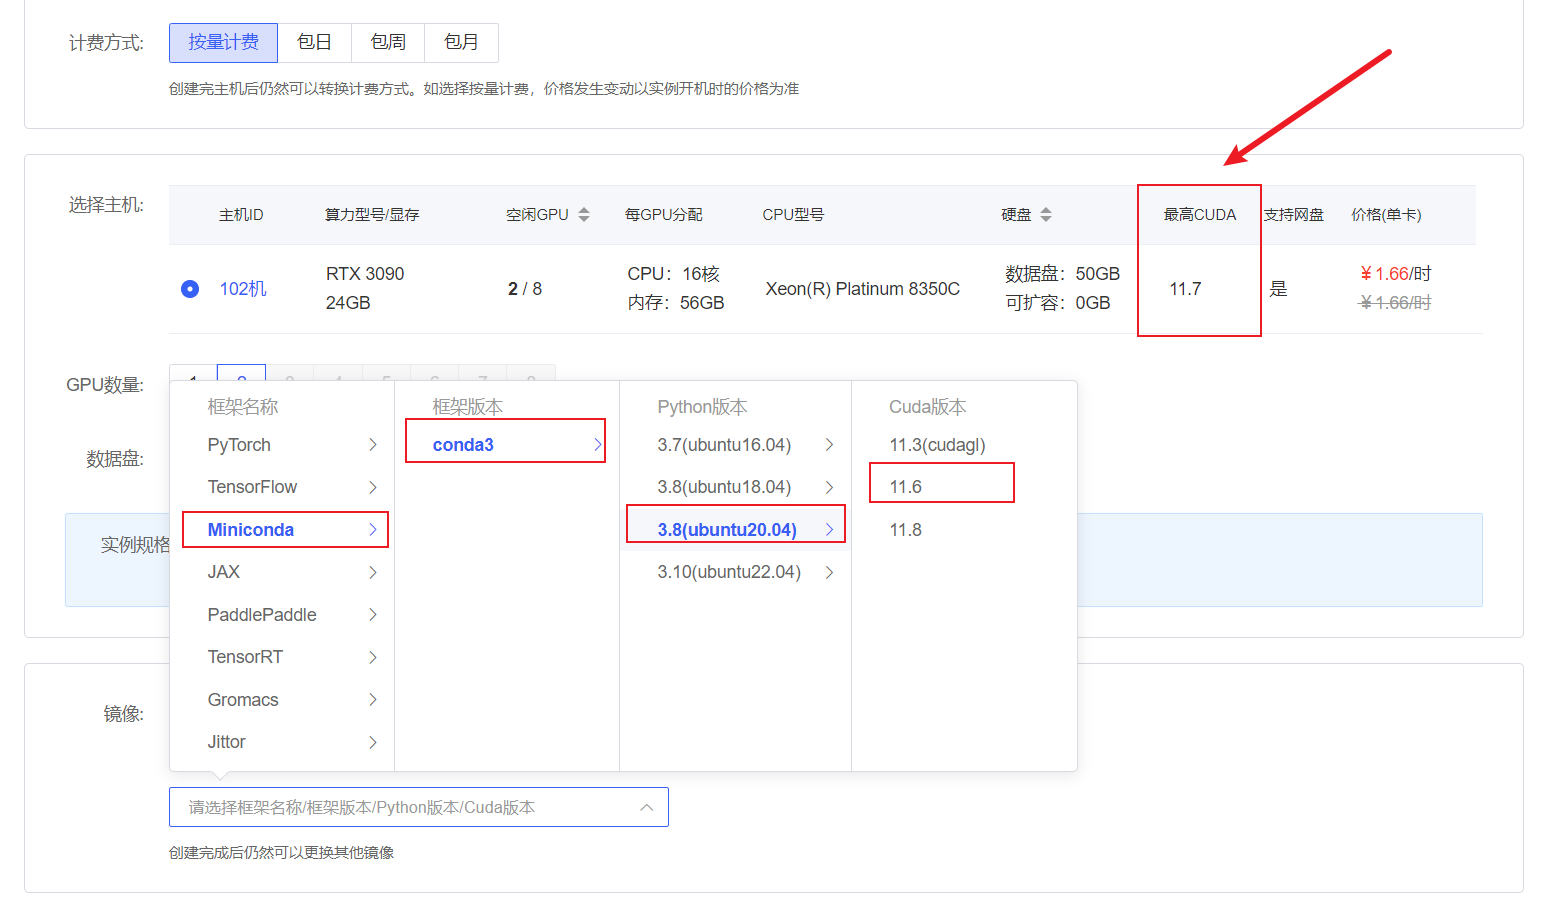 计费方式:
按量计费 包日 包周 包月
创建完主机后仍然可以转换计费方式。如选择按量计费，价格发生变动以实例开机时的价格为准
选择主机:
主机ID 算力型号/显存 空闲GPU 每GPU分配 CPU型号 硬盘 最高CUDA 支持网盘 价格(单卡)
RTX 3090 CPU：16核 数据盘：50GB ￥1.66/时
102机 2 / 8 Xeon(R) Platinum 8350C 11.7 是
24GB 内存：56GB 可扩容：0GB ￥1.66/时
GPU数量: 1 2 3 4 5 6 7 8
框架名称 框架版本 Python版本 Cuda版本
PyTorch conda3 3.7(ubuntu16.04) 11.3(cudagl)
数据盘:
TensorFlow 3.8(ubuntu18.04) 11.6
Miniconda 3.8(ubuntu20.04) 11.8
实例规格
JAX 3.10(ubuntu22.04)
PaddlePaddle
TensorRT
Gromacs
镜像:
Jittor
请选择框架名称/框架版本/Python版本/Cuda版本
创建完成后仍然可以更换其他镜像